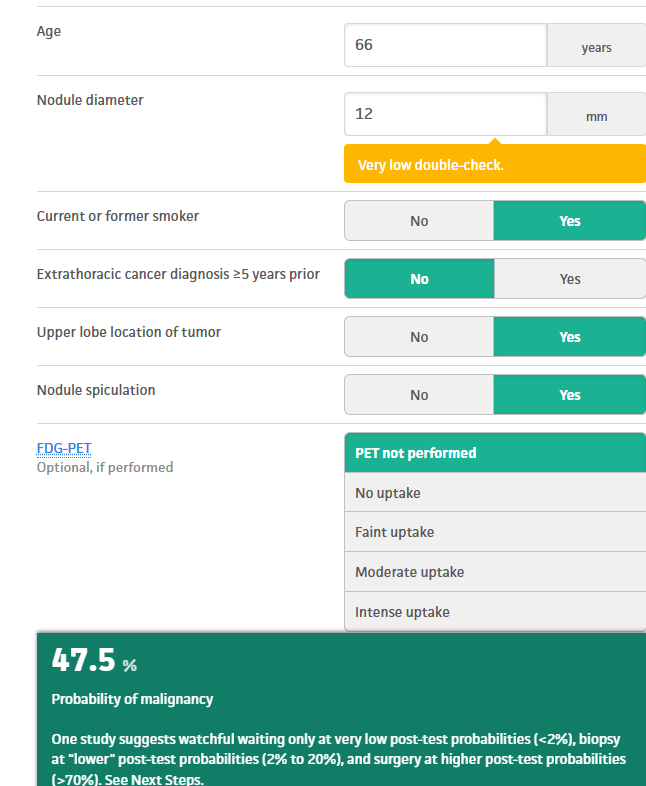 Age
66
years
Nodule diameter
12
mm
Very low double-check.
Current or former smoker
No
Yes
Extrathoracic cancer diagnosis ≥5 years prior
No
Yes
Upper lobe location of tumor
No
Yes
Nodule spiculation
No
Yes
FDG-PET
Optional, if performed
PET not performed
No uptake
Faint uptake
Moderate uptake
Intense uptake
47.5 %
Probability of malignancy
One study suggests watchful waiting only at very low post-test probabilities (<2%), biopsy
at "lower" post-test probabilities (2% to 20%), and surgery at higher post-test probabilities
(>70%). See Next Steps.